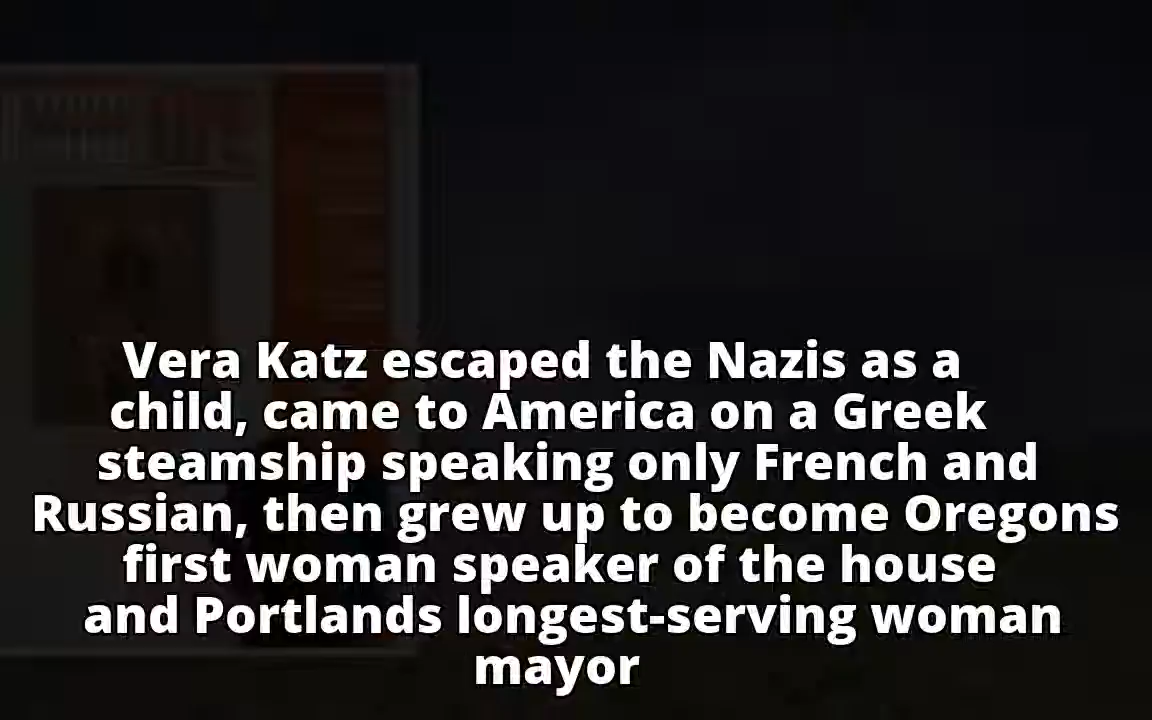 Vera Katz escaped the Nazis as a
child, came to America on a Greek
steamship speaking only French and
Russian, then grew up to become Oregons
first woman speaker of the house
and Portlands longest-serving woman
mayor